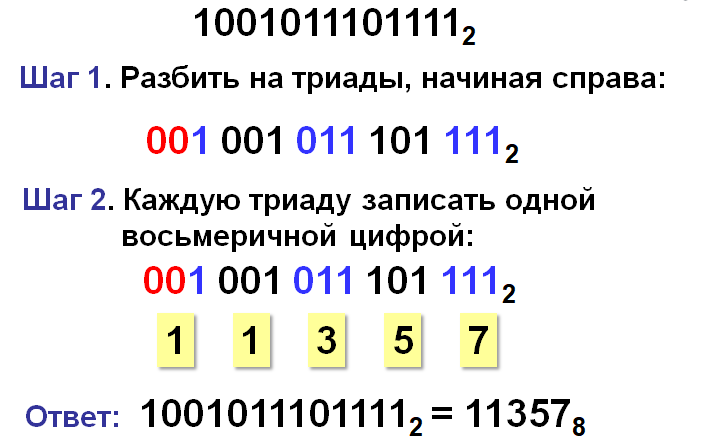 1001011101111₂
Шаг 1. Разбить на триады, начиная справа:
001 001 011 101 111₂
Шаг 2. Каждую триаду записать одной
восьмеричной цифрой:
001 001 011 101 111₂
1 1 3 5 7
Ответ: 1001011101111₂ = 11357₈